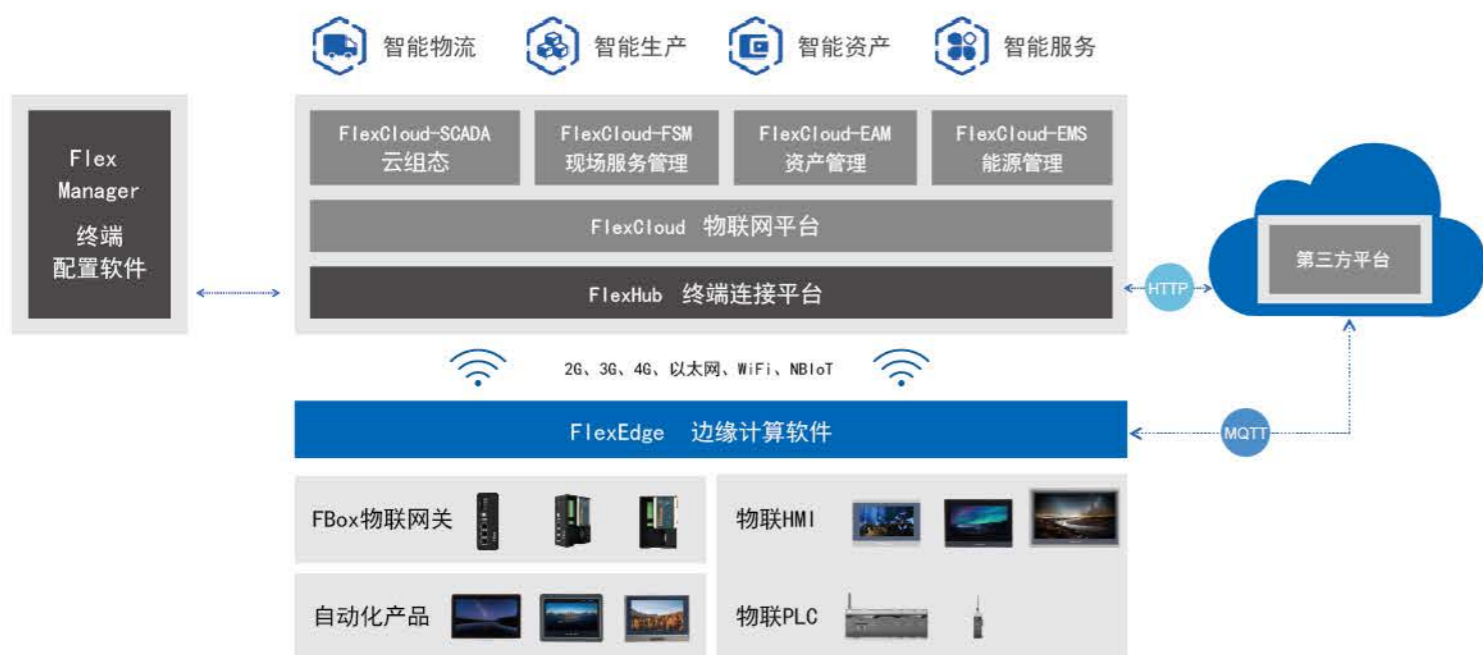 智能物流
智能生产
智能资产
智能服务
Flex
Manager
终端
配置软件
FlexCloud-SCADA
云组态
FlexCloud-FSM
现场服务管理
FlexCloud-EAM
资产管理
FlexCloud-EMS
能源管理
FlexCloud 物联网平台
FlexHub 终端连接平台
HTTP
第三方平台
2G、3G、4G、以太网、WiFi、NBIoT
FlexEdge 边缘计算软件
MQTT
FBox物联网关
物联HMI
自动化产品
物联PLC